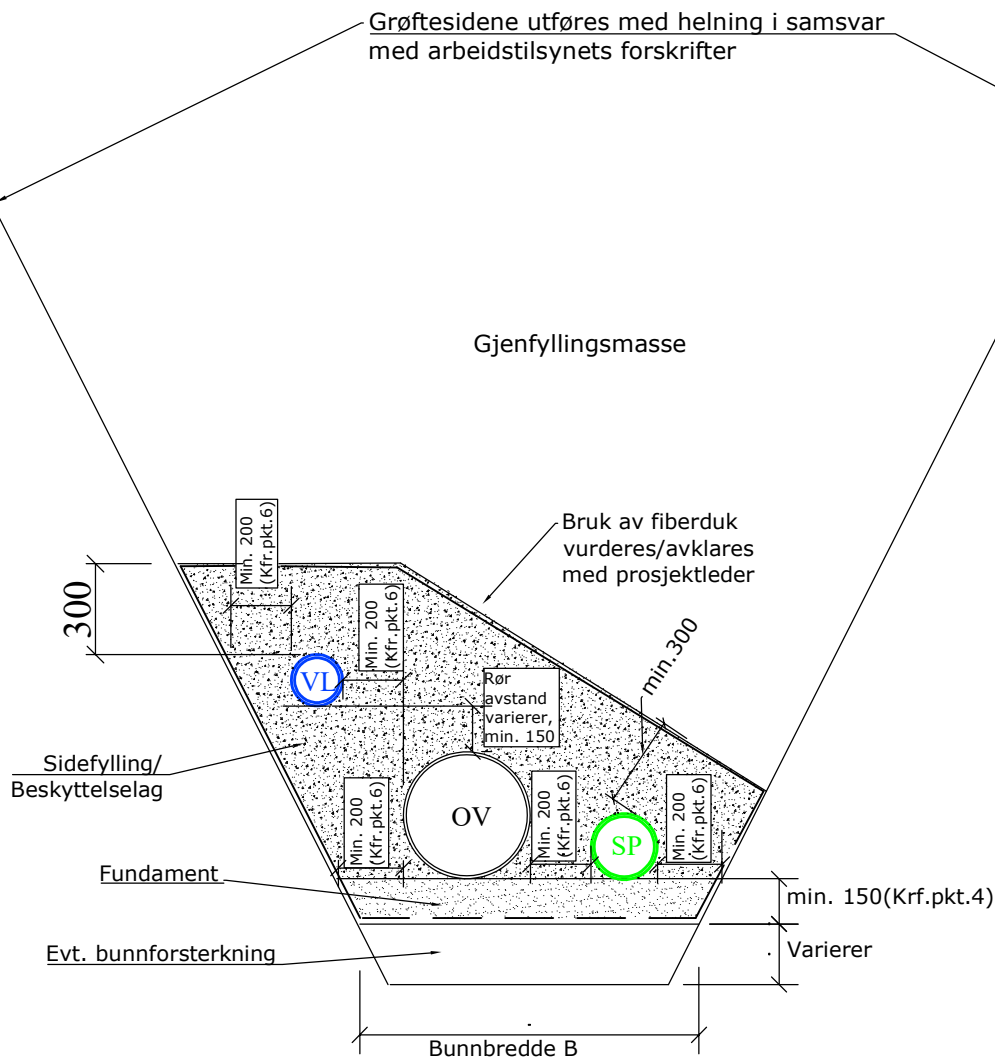 Grøftesidene utføres med helning i samsvar
med arbeidstilsynets forskrifter
Gjenfyllingsmasse
Bruk av fiberduk
vurderes/avklares
med prosjektleder
Min. 200
(Kfr.pkt.6)
300
Min. 200
(Kfr.pkt.6)
min.300
VL
Rør
avstand
varierer,
min. 150
Sidefylling/
Beskyttelselag
Min. 200
(Kfr.pkt.6)
OV
Min. 200
(Kfr.pkt.6)
SP
Min. 200
(Kfr.pkt.6)
Fundament
min. 150(Krf.pkt.4)
Evt. bunnforsterkning
Varierer
Bunnbredde B